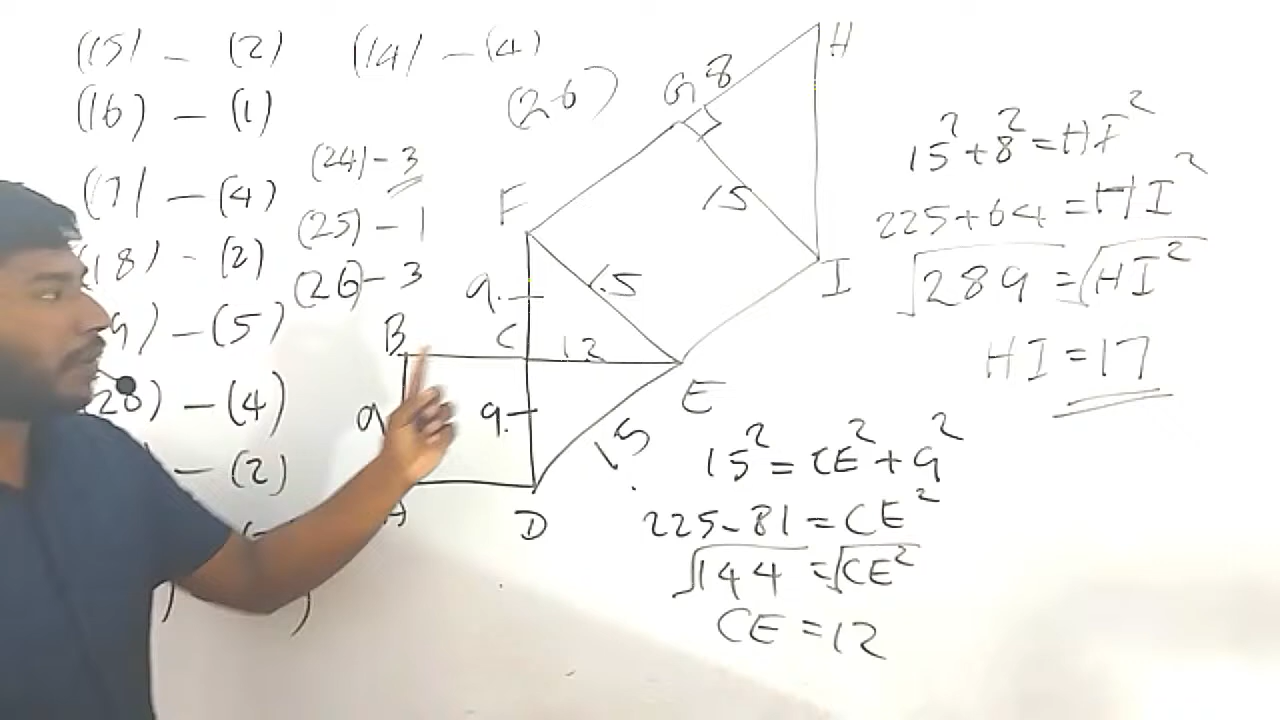 (15) - (2)
(16) - (1)
(17) - (4)
(18) - (2)
9) - (5)
28) - (4)
- (2)
(14) - (4)
(26)
(24) - 3
(25) - 1
(26) - 3
H
G 8
15
F
I
9
15
B C 12
E
9 9
15
A D
15² + 8² = HI²
225 + 64 = HI²
√289 = √HI²
HI = 17
15² = CE² + 9²
225 - 81 = CE²
√144 = √CE²
CE = 12